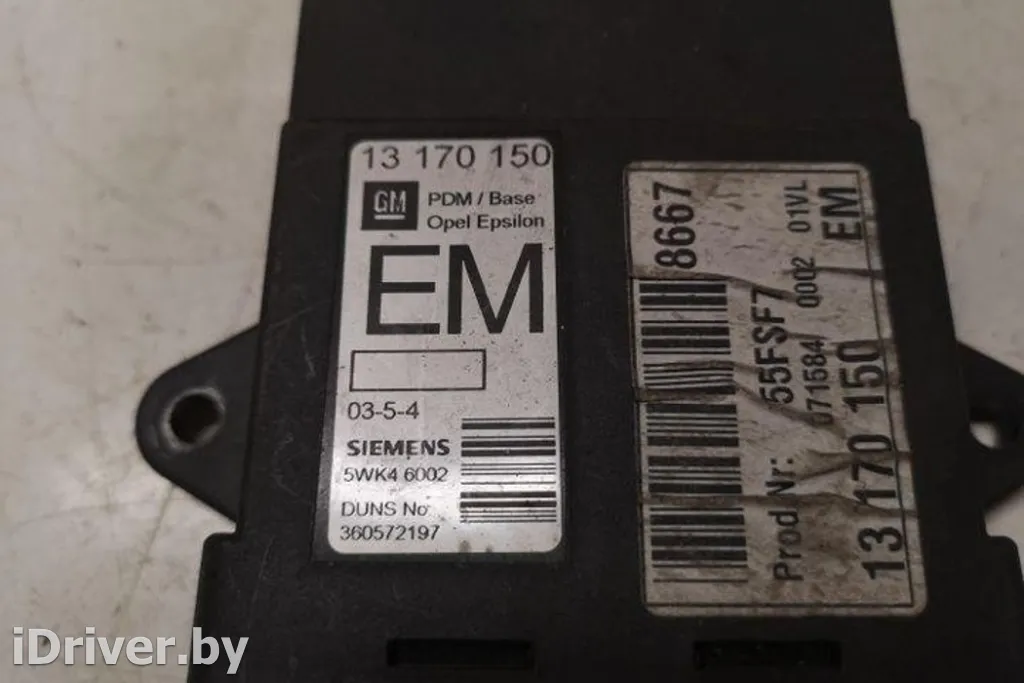 13 170 150
GM
PDM / Base
Opel Epsilon
EM
03-5-4
SIEMENS
5WK4 6002
DUNS No
360572197
8667
Prod Nr: 55FSF7
071584 0002 01VL
13 170 150 EM
iDriver.by